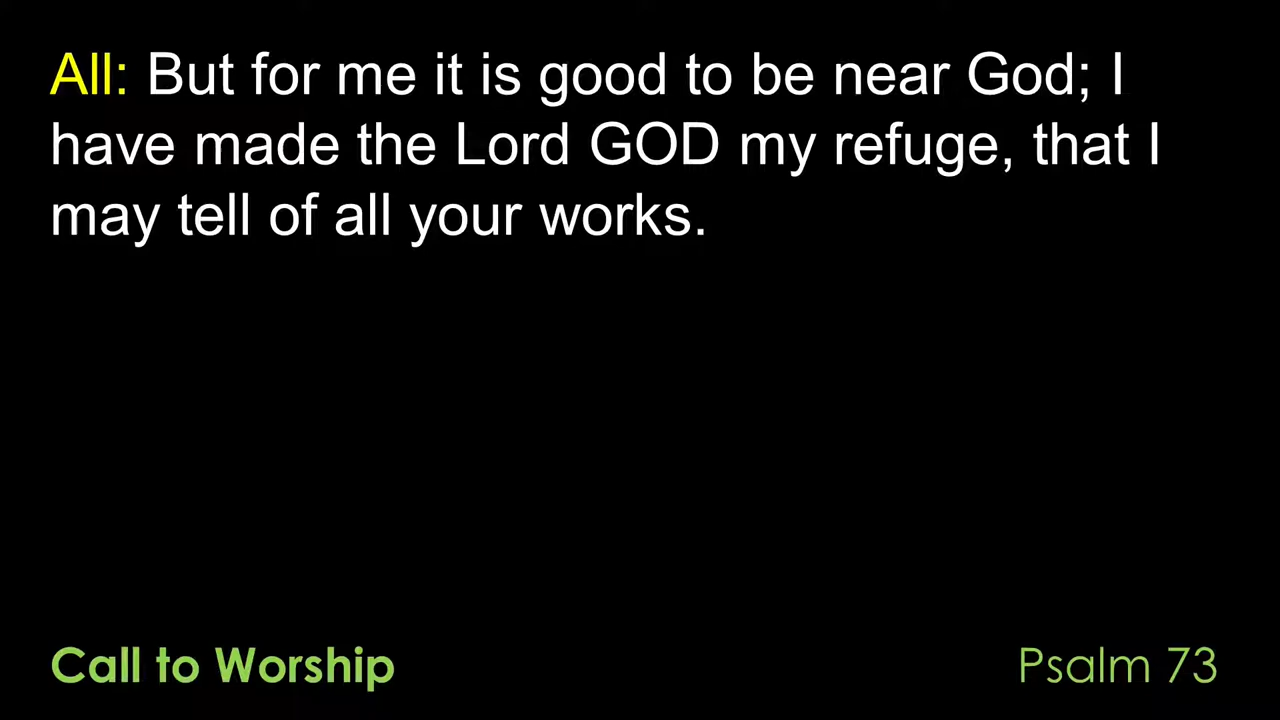 All: But for me it is good to be near God; I
have made the Lord GOD my refuge, that I
may tell of all your works.
Call to Worship
Psalm 73